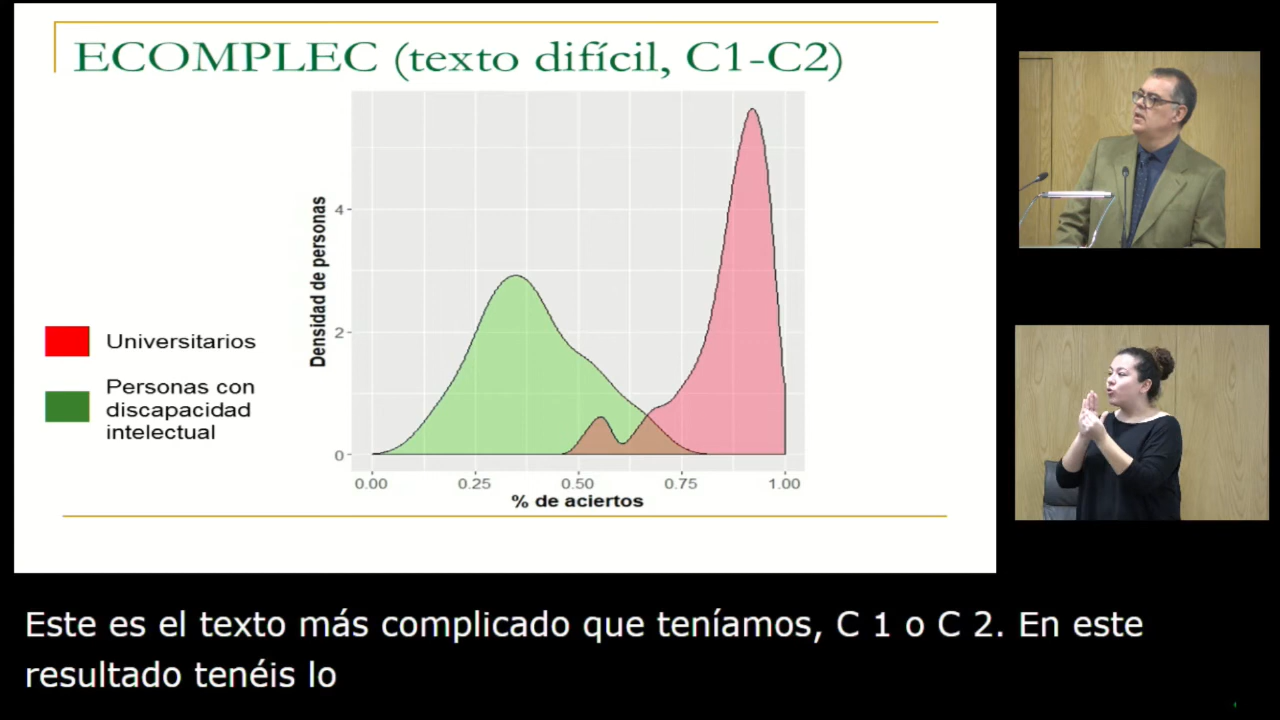 ECOMPLEC (texto difícil, C1-C2)
Densidad de personas
4
2
0
0.00 0.25 0.50 0.75 1.00
% de aciertos
Universitarios
Personas con
discapacidad
intelectual
Este es el texto más complicado que teníamos, C 1 o C 2. En este
resultado tenéis lo